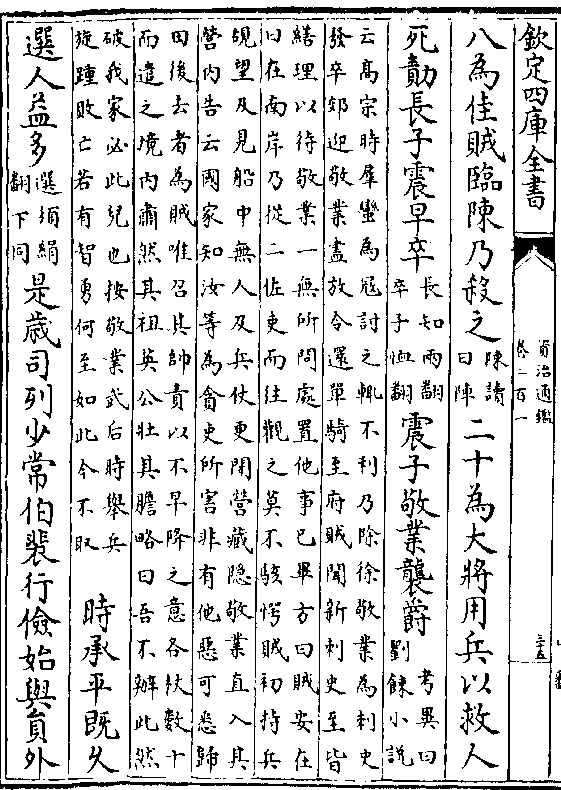 欽定四庫全書
資治通鑑
卷二百一
八為佳賊臨陳乃殺之
陳讀
曰陣
二十為大將用兵以救人
死勣長子震早卒
長知兩翻
卒子恤翻
震子敬業襲爵
考異曰
劉餗小說
云高宗時羣蠻為冦討之輒不利乃除徐敬業為刺史
發卒郊迎敬業盡放令還單騎至府賊聞新刺史至皆
繕理以待敬業一無所問處置他事已畢方曰賊安在
曰在南岸乃從二佐吏而往觀之莫不駭愕賊初持兵
覘望及見船中無人及兵仗更閉營藏隐敬業直入其
營内告云國家知汝等為貪吏所害非有他惡可悉歸
田後去者為賊唯召其帥責以不早降之意各杖數十
而遣之境内肅然其祖英公壯其膽略曰吾不辦此然
破我家必此兒也按敬業武后時舉兵
旋踵敗亡若有智勇何至如此今不取
時承平既久
選人益多
選須絹
翻下同
是歲司列少常伯裴行儉始與員外